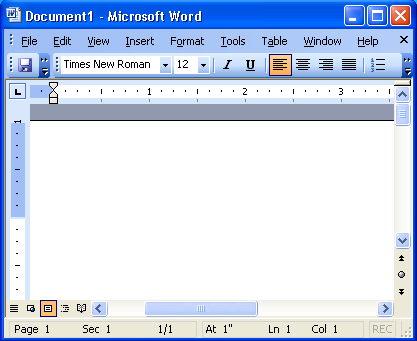 Document1 - Microsoft Word
File Edit View Insert Format Tools Table Window Help
Times New Roman 12 I U
1 2 3
Page 1 Sec 1 1/1 At 1" Ln 1 Col 1 REC